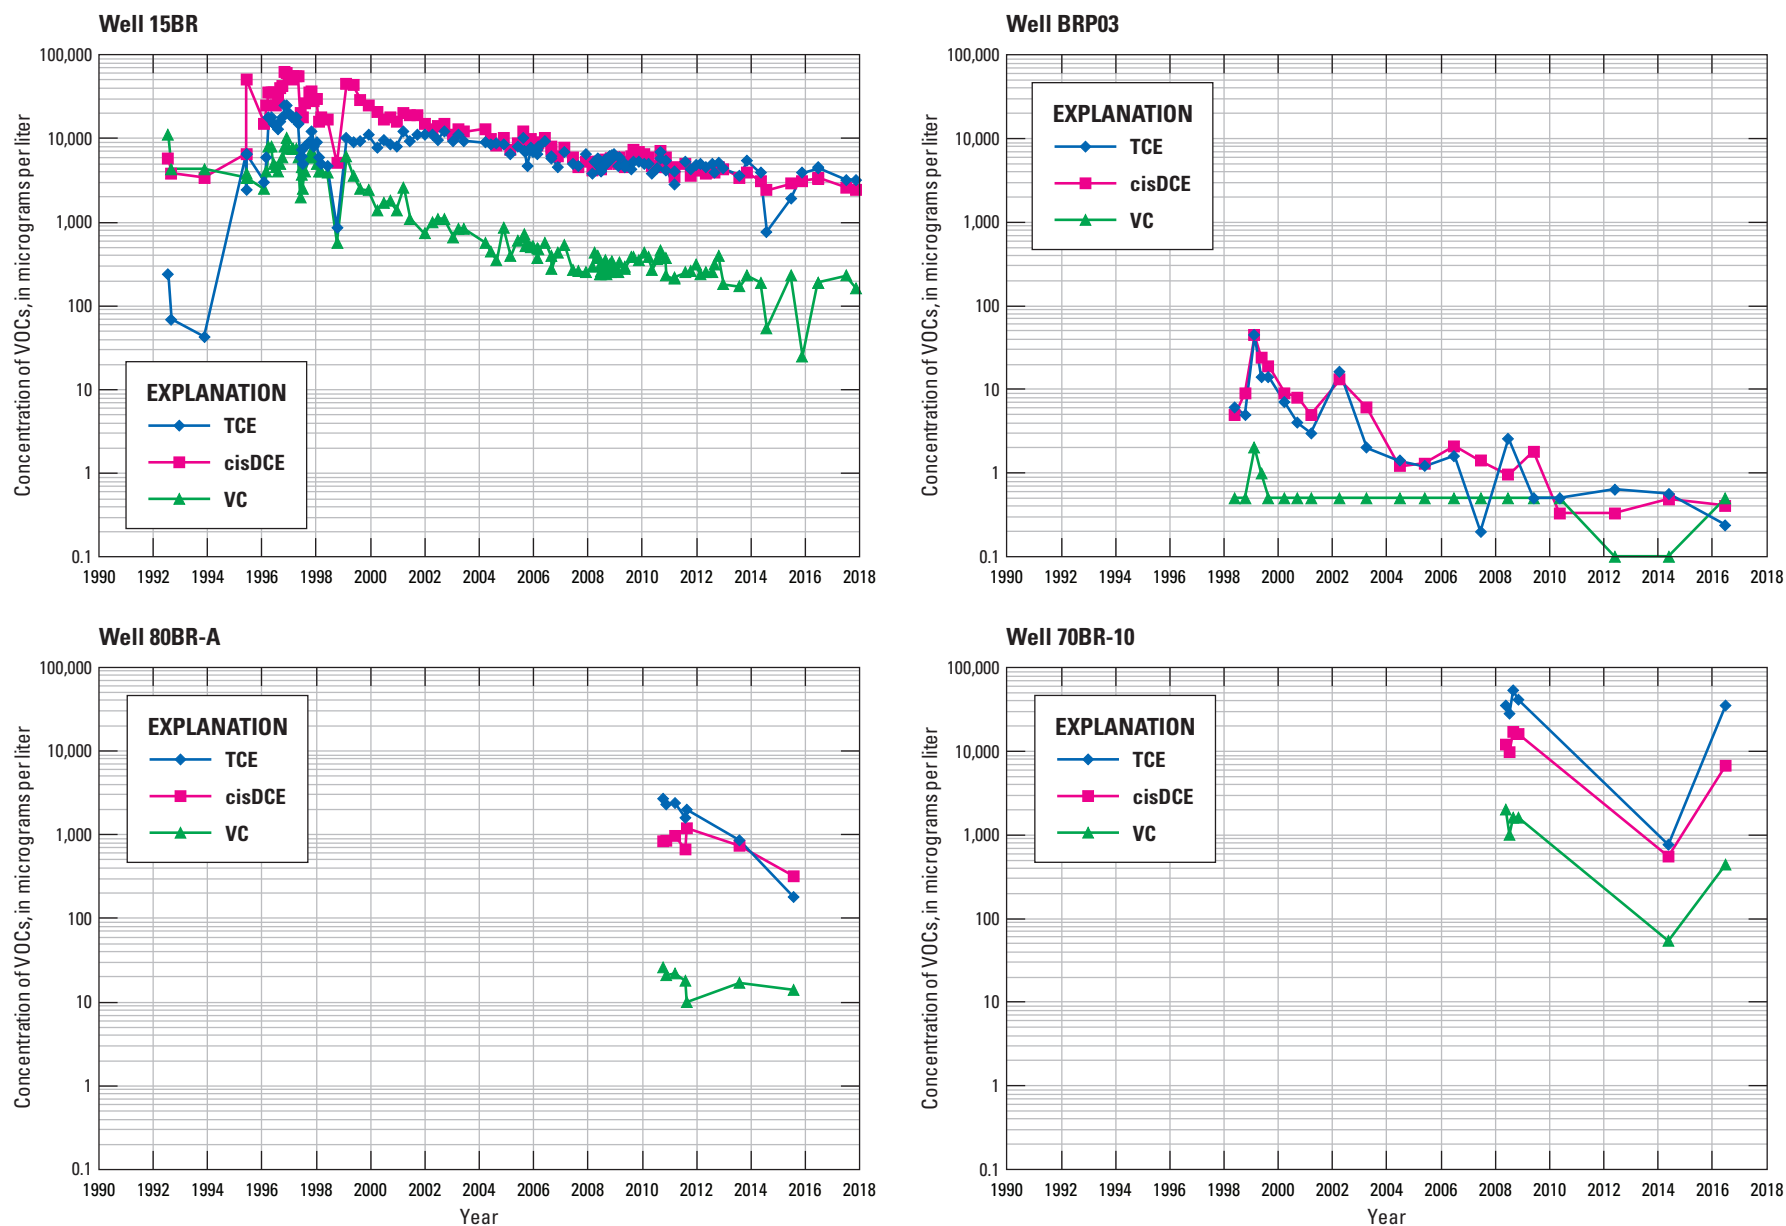 Well 15BR
Concentration of VOCs, in micrograms per liter
100,000
10,000
1,000
100
10
1
0.1
EXPLANATION
TCE
cisDCE
VC
1990 1992 1994 1996 1998 2000 2002 2004 2006 2008 2010 2012 2014 2016 2018
Well BRP03
Concentration of VOCs, in micrograms per liter
100,000
10,000
1,000
100
10
1
0.1
EXPLANATION
TCE
cisDCE
VC
1990 1992 1994 1996 1998 2000 2002 2004 2006 2008 2010 2012 2014 2016 2018
Well 80BR-A
Concentration of VOCs, in micrograms per liter
100,000
10,000
1,000
100
10
1
0.1
EXPLANATION
TCE
cisDCE
VC
1990 1992 1994 1996 1998 2000 2002 2004 2006 2008 2010 2012 2014 2016 2018
Year
Well 70BR-10
Concentration of VOCs, in micrograms per liter
100,000
10,000
1,000
100
10
1
0.1
EXPLANATION
TCE
cisDCE
VC
1990 1992 1994 1996 1998 2000 2002 2004 2006 2008 2010 2012 2014 2016 2018
Year